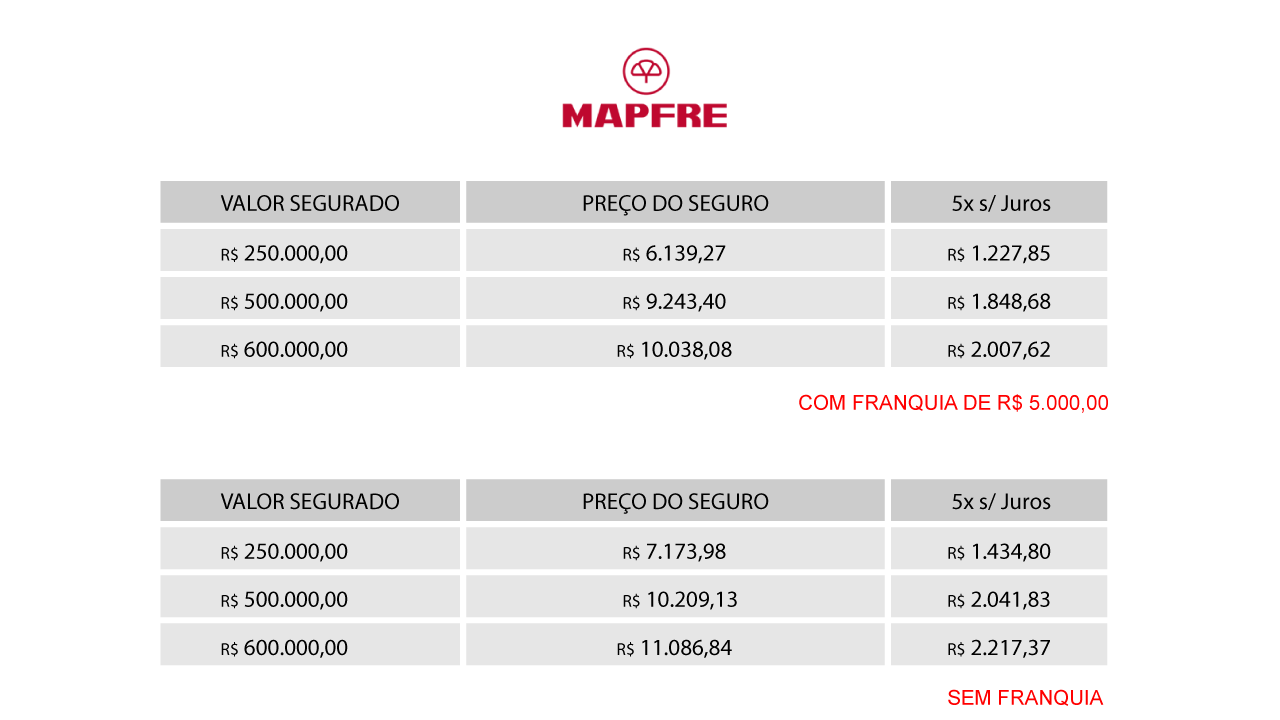 MAPFRE
VALOR SEGURADO PREÇO DO SEGURO 5x s/ Juros
R$ 250.000,00 R$ 6.139,27 R$ 1.227,85
R$ 500.000,00 R$ 9.243,40 R$ 1.848,68
R$ 600.000,00 R$ 10.038,08 R$ 2.007,62
COM FRANQUIA DE R$ 5.000,00
VALOR SEGURADO PREÇO DO SEGURO 5x s/ Juros
R$ 250.000,00 R$ 7.173,98 R$ 1.434,80
R$ 500.000,00 R$ 10.209,13 R$ 2.041,83
R$ 600.000,00 R$ 11.086,84 R$ 2.217,37
SEM FRANQUIA